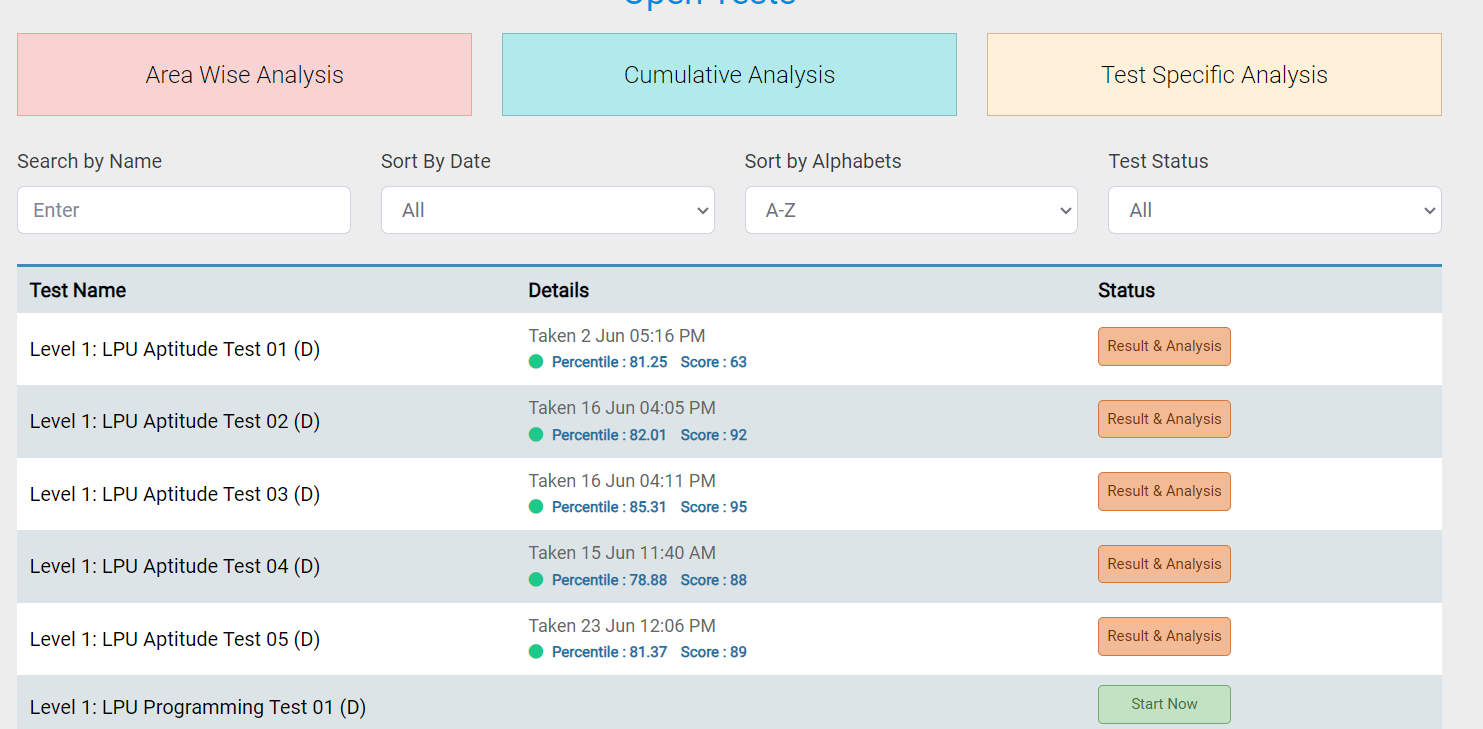 Open Tests
Area Wise Analysis
Cumulative Analysis
Test Specific Analysis
Search by Name
Sort By Date
Sort by Alphabets
Test Status
Enter
All
A-Z
All
Test Name
Details
Status
Level 1: LPU Aptitude Test 01 (D)
Taken 2 Jun 05:16 PM
Percentile : 81.25 Score : 63
Result & Analysis
Level 1: LPU Aptitude Test 02 (D)
Taken 16 Jun 04:05 PM
Percentile : 82.01 Score : 92
Result & Analysis
Level 1: LPU Aptitude Test 03 (D)
Taken 16 Jun 04:11 PM
Percentile : 85.31 Score : 95
Result & Analysis
Level 1: LPU Aptitude Test 04 (D)
Taken 15 Jun 11:40 AM
Percentile : 78.88 Score : 88
Result & Analysis
Level 1: LPU Aptitude Test 05 (D)
Taken 23 Jun 12:06 PM
Percentile : 81.37 Score : 89
Result & Analysis
Level 1: LPU Programming Test 01 (D)
Start Now